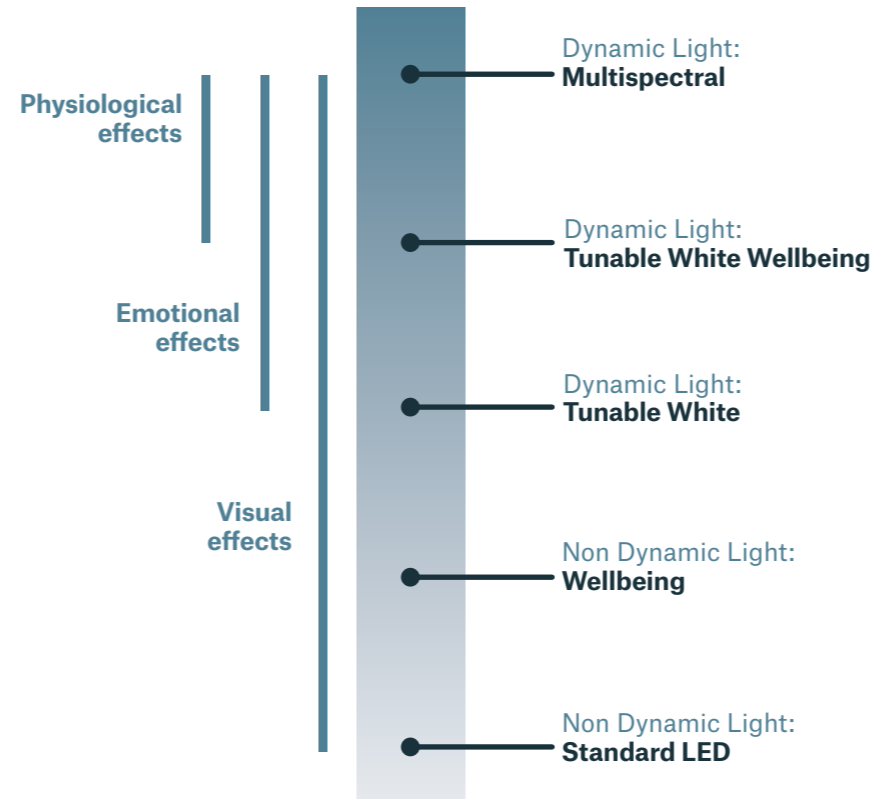 Physiological
effects
Emotional
effects
Visual
effects
Dynamic Light:
Multispectral
Dynamic Light:
Tunable White Wellbeing
Dynamic Light:
Tunable White
Non Dynamic Light:
Wellbeing
Non Dynamic Light:
Standard LED